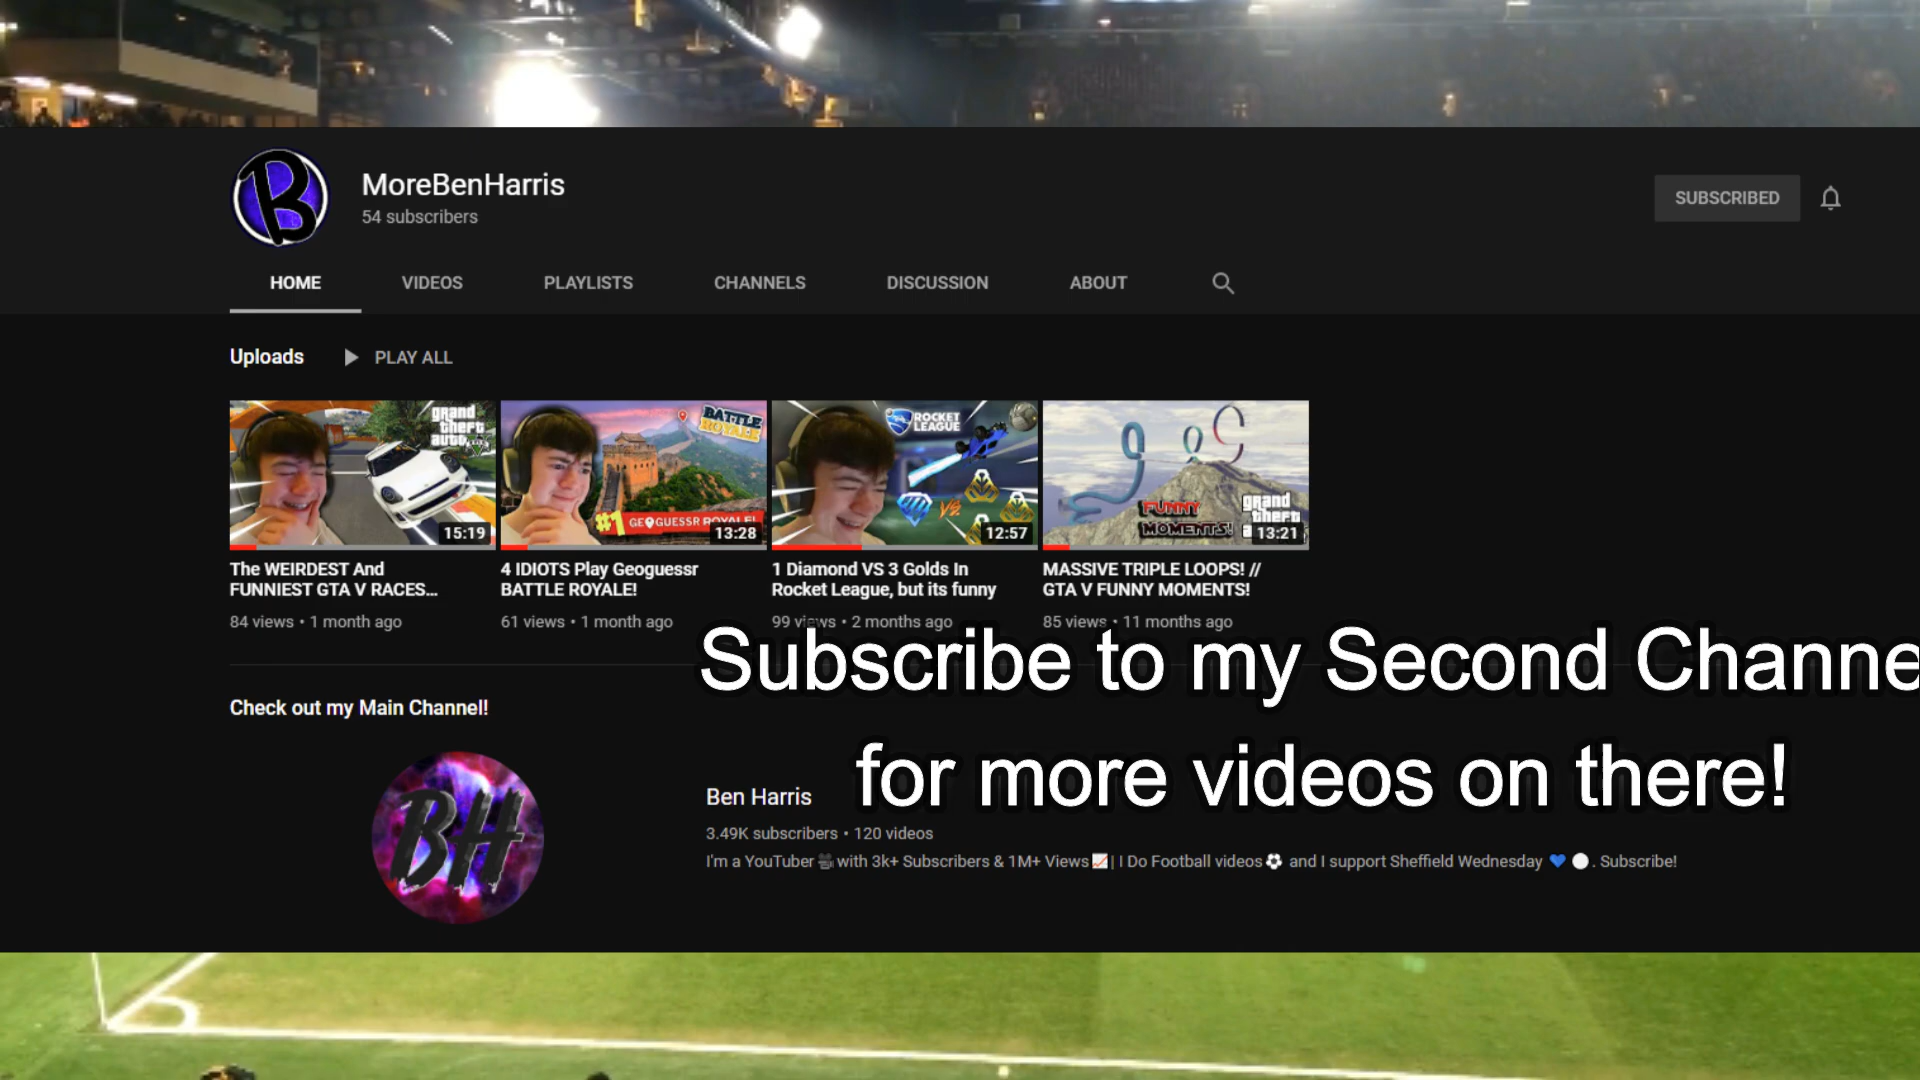 MoreBenHarris
54 subscribers
SUBSCRIBED
HOME VIDEOS PLAYLISTS CHANNELS DISCUSSION ABOUT
Uploads PLAY ALL
grand theft auto V
15:19
BATTLE ROYALE
#1 GEOGUESSR ROYALE!
13:28
ROCKET LEAGUE
VS
12:57
FUNNY MOMENTS!
grand theft
13:21
The WEIRDEST And
FUNNIEST GTA V RACES...
84 views • 1 month ago
4 IDIOTS Play Geoguessr
BATTLE ROYALE!
61 views • 1 month ago
1 Diamond VS 3 Golds In
Rocket League, but its funny
99 views • 2 months ago
MASSIVE TRIPLE LOOPS! //
GTA V FUNNY MOMENTS!
85 views • 11 months ago
Subscribe to my Second Channe
for more videos on there!
Check out my Main Channel!
BH
Ben Harris
3.49K subscribers • 120 videos
I'm a YouTuber 🎥 with 3k+ Subscribers & 1M+ Views 📈| I Do Football videos ⚽ and I support Sheffield Wednesday 💙 ⚪. Subscribe!